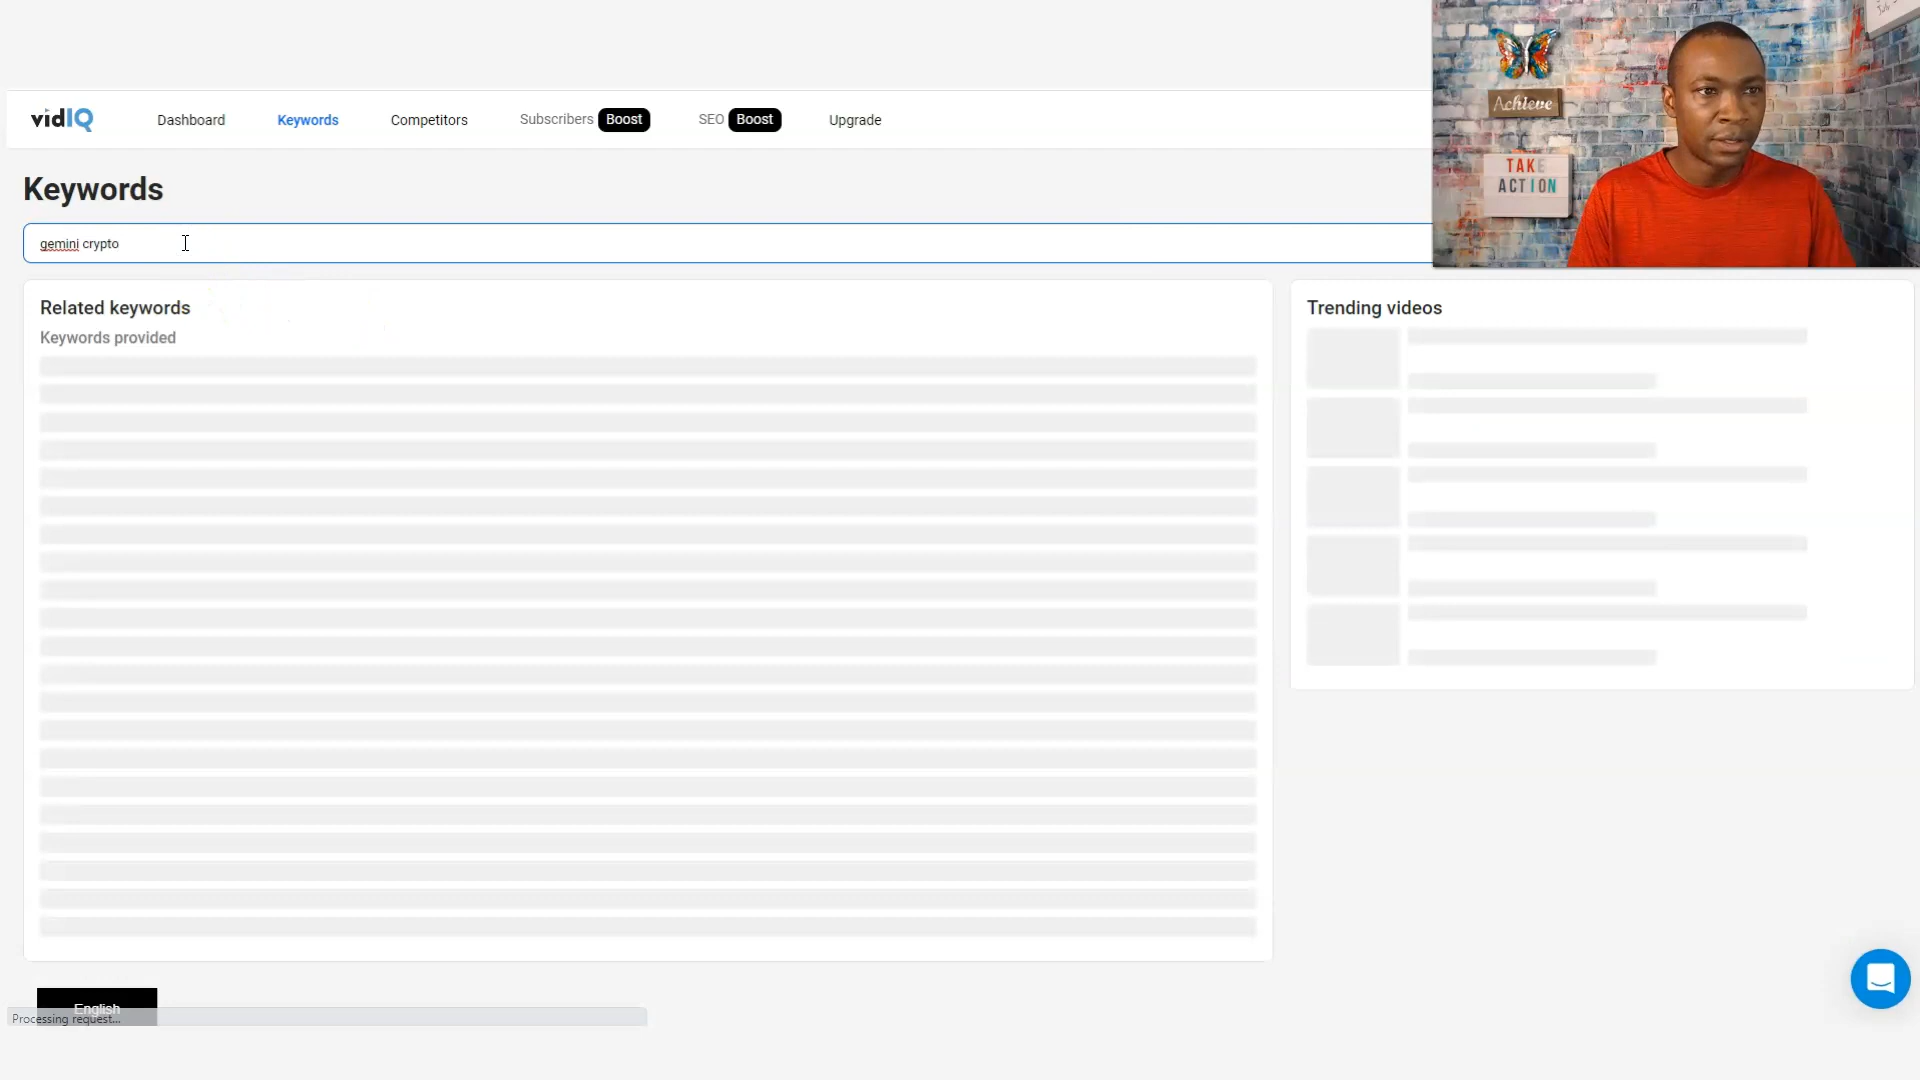 vidIQ Dashboard Keywords Competitors Subscribers Boost SEO Boost Upgrade
Achieve
TAKE
ACTION
Keywords
gemini crypto
Related keywords
Trending videos
Keywords provided
English
Processing request...